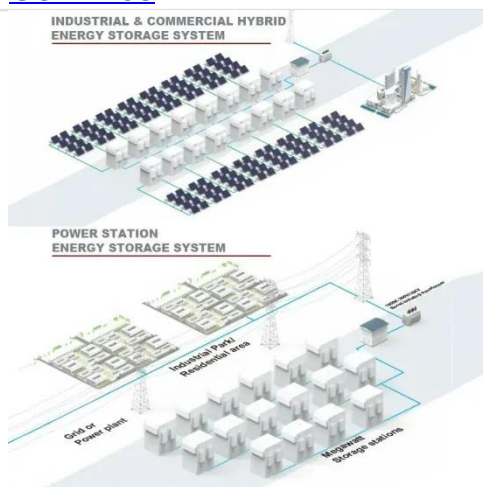 INDUSTRIAL & COMMERCIAL HYBRID
ENERGY STORAGE SYSTEM
POWER STATION
ENERGY STORAGE SYSTEM
Industrial Park/
Residential area
Grid or
Power plant
Megawatt
Storage stations